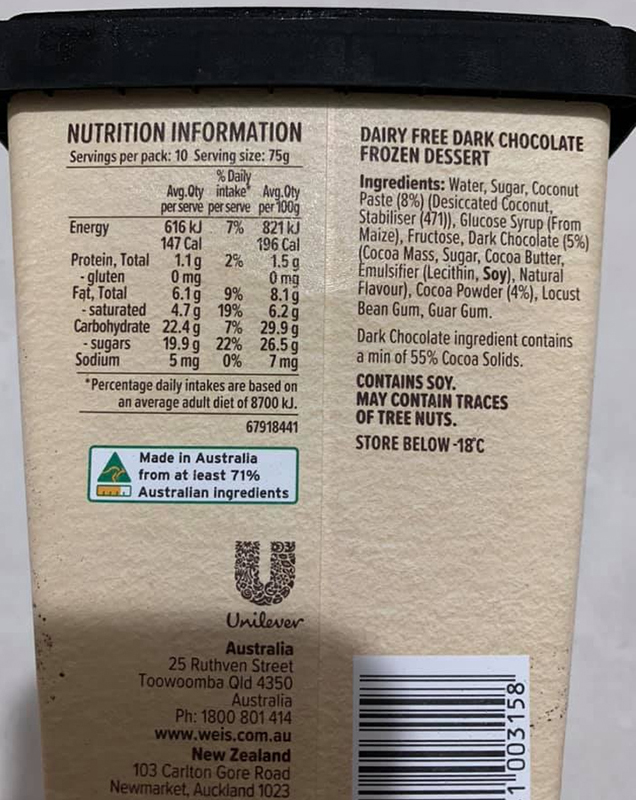 NUTRITION INFORMATION
Servings per pack: 10 Serving size: 75g
% Daily
Avg.Qty intake* Avg.Qty
per serve per serve per 100g
Energy 616 kJ 7% 821 kJ
147 Cal 196 Cal
Protein, Total 1.1 g 2% 1.5 g
- gluten 0 mg 0 mg
Fat, Total 6.1 g 9% 8.1 g
- saturated 4.7 g 19% 6.2 g
Carbohydrate 22.4 g 7% 29.9 g
- sugars 19.9 g 22% 26.5 g
Sodium 5 mg 0% 7 mg
*Percentage daily intakes are based on
an average adult diet of 8700 kJ.
67918441
Made in Australia
from at least 71%
Australian ingredients
Unilever
Australia
25 Ruthven Street
Toowoomba Qld 4350
Australia
Ph: 1800 801 414
www.weis.com.au
New Zealand
103 Carlton Gore Road
Newmarket, Auckland 1023
DAIRY FREE DARK CHOCOLATE
FROZEN DESSERT
Ingredients: Water, Sugar, Coconut
Paste (8%) (Desiccated Coconut,
Stabiliser (471)), Glucose Syrup (From
Maize), Fructose, Dark Chocolate (5%)
(Cocoa Mass, Sugar, Cocoa Butter,
Emulsifier (Lecithin, Soy), Natural
Flavour), Cocoa Powder (4%), Locust
Bean Gum, Guar Gum.
Dark Chocolate ingredient contains
a min of 55% Cocoa Solids.
CONTAINS SOY.
MAY CONTAIN TRACES
OF TREE NUTS.
STORE BELOW -18°C
1"003158"